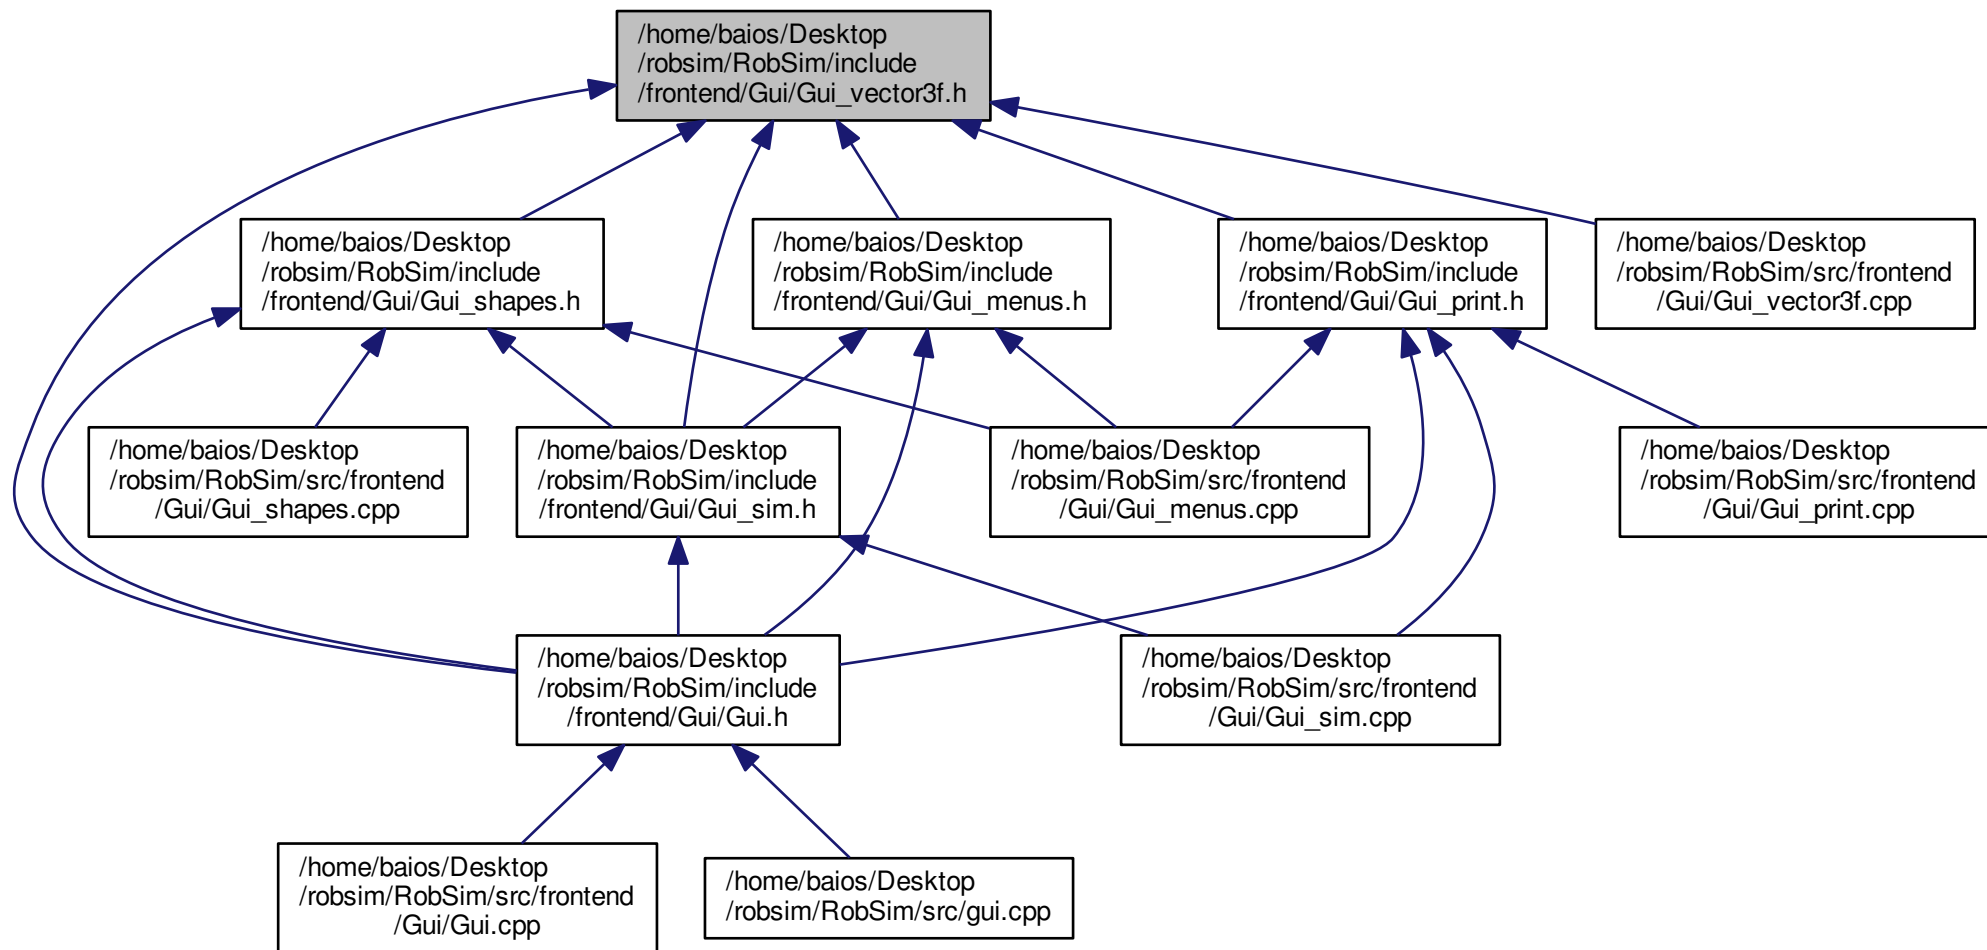 /home/baios/Desktop
/robsim/RobSim/include
/frontend/Gui/Gui_vector3f.h
/home/baios/Desktop
/robsim/RobSim/include
/frontend/Gui/Gui_shapes.h
/home/baios/Desktop
/robsim/RobSim/include
/frontend/Gui/Gui_menus.h
/home/baios/Desktop
/robsim/RobSim/include
/frontend/Gui/Gui_print.h
/home/baios/Desktop
/robsim/RobSim/src/frontend
/Gui/Gui_vector3f.cpp
/home/baios/Desktop
/robsim/RobSim/src/frontend
/Gui/Gui_shapes.cpp
/home/baios/Desktop
/robsim/RobSim/include
/frontend/Gui/Gui_sim.h
/home/baios/Desktop
/robsim/RobSim/src/frontend
/Gui/Gui_menus.cpp
/home/baios/Desktop
/robsim/RobSim/src/frontend
/Gui/Gui_print.cpp
/home/baios/Desktop
/robsim/RobSim/include
/frontend/Gui/Gui.h
/home/baios/Desktop
/robsim/RobSim/src/frontend
/Gui/Gui_sim.cpp
/home/baios/Desktop
/robsim/RobSim/src/frontend
/Gui/Gui.cpp
/home/baios/Desktop
/robsim/RobSim/src/gui.cpp